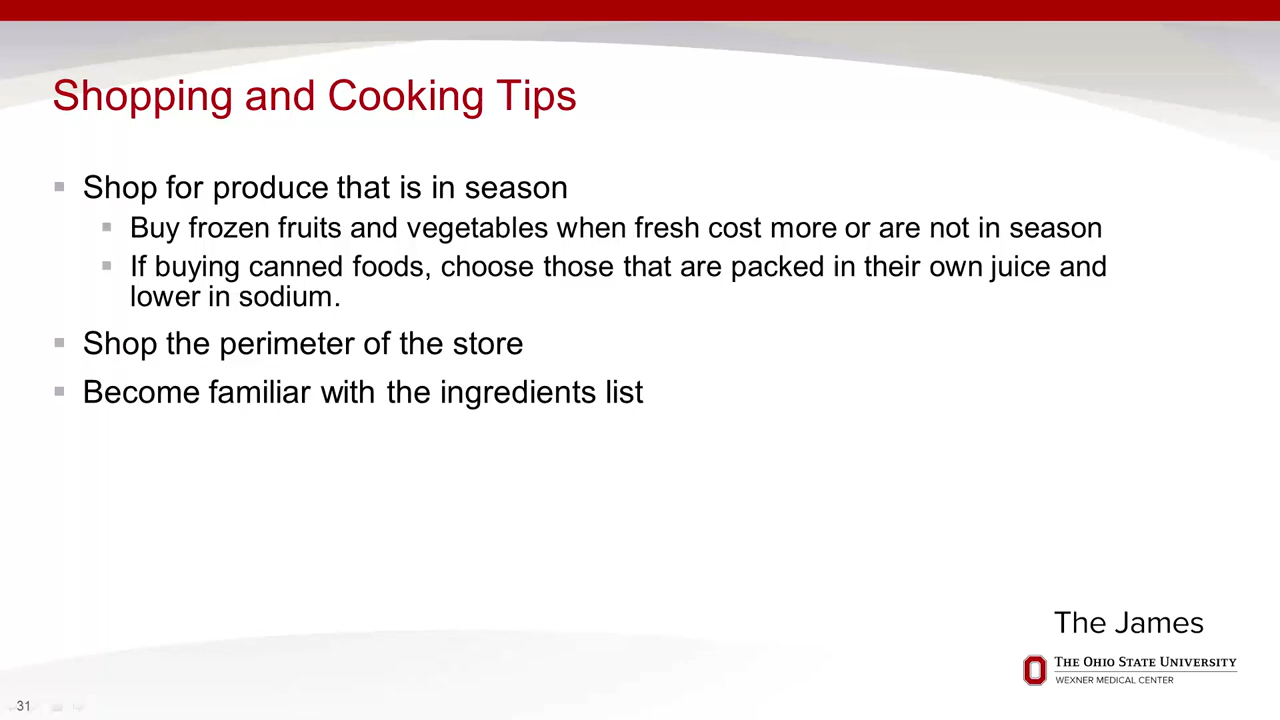 Shopping and Cooking Tips
Shop for produce that is in season
Buy frozen fruits and vegetables when fresh cost more or are not in season
If buying canned foods, choose those that are packed in their own juice and
lower in sodium.
Shop the perimeter of the store
Become familiar with the ingredients list
The James
THE OHIO STATE UNIVERSITY
WEXNER MEDICAL CENTER
31